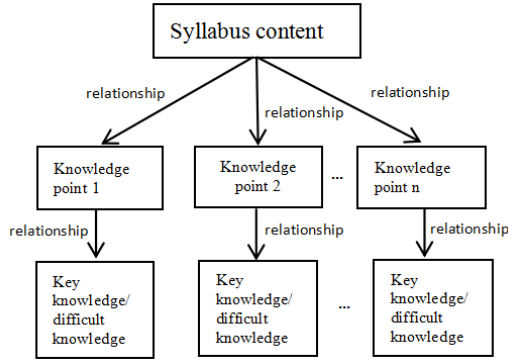 Syllabus content
relationship
relationship
relationship
Knowledge
point 1
Knowledge
point 2
...
Knowledge
point n
relationship
relationship
relationship
Key
knowledge/
difficult
knowledge
Key
knowledge/
difficult
knowledge
...
Key
knowledge/
difficult
knowledge